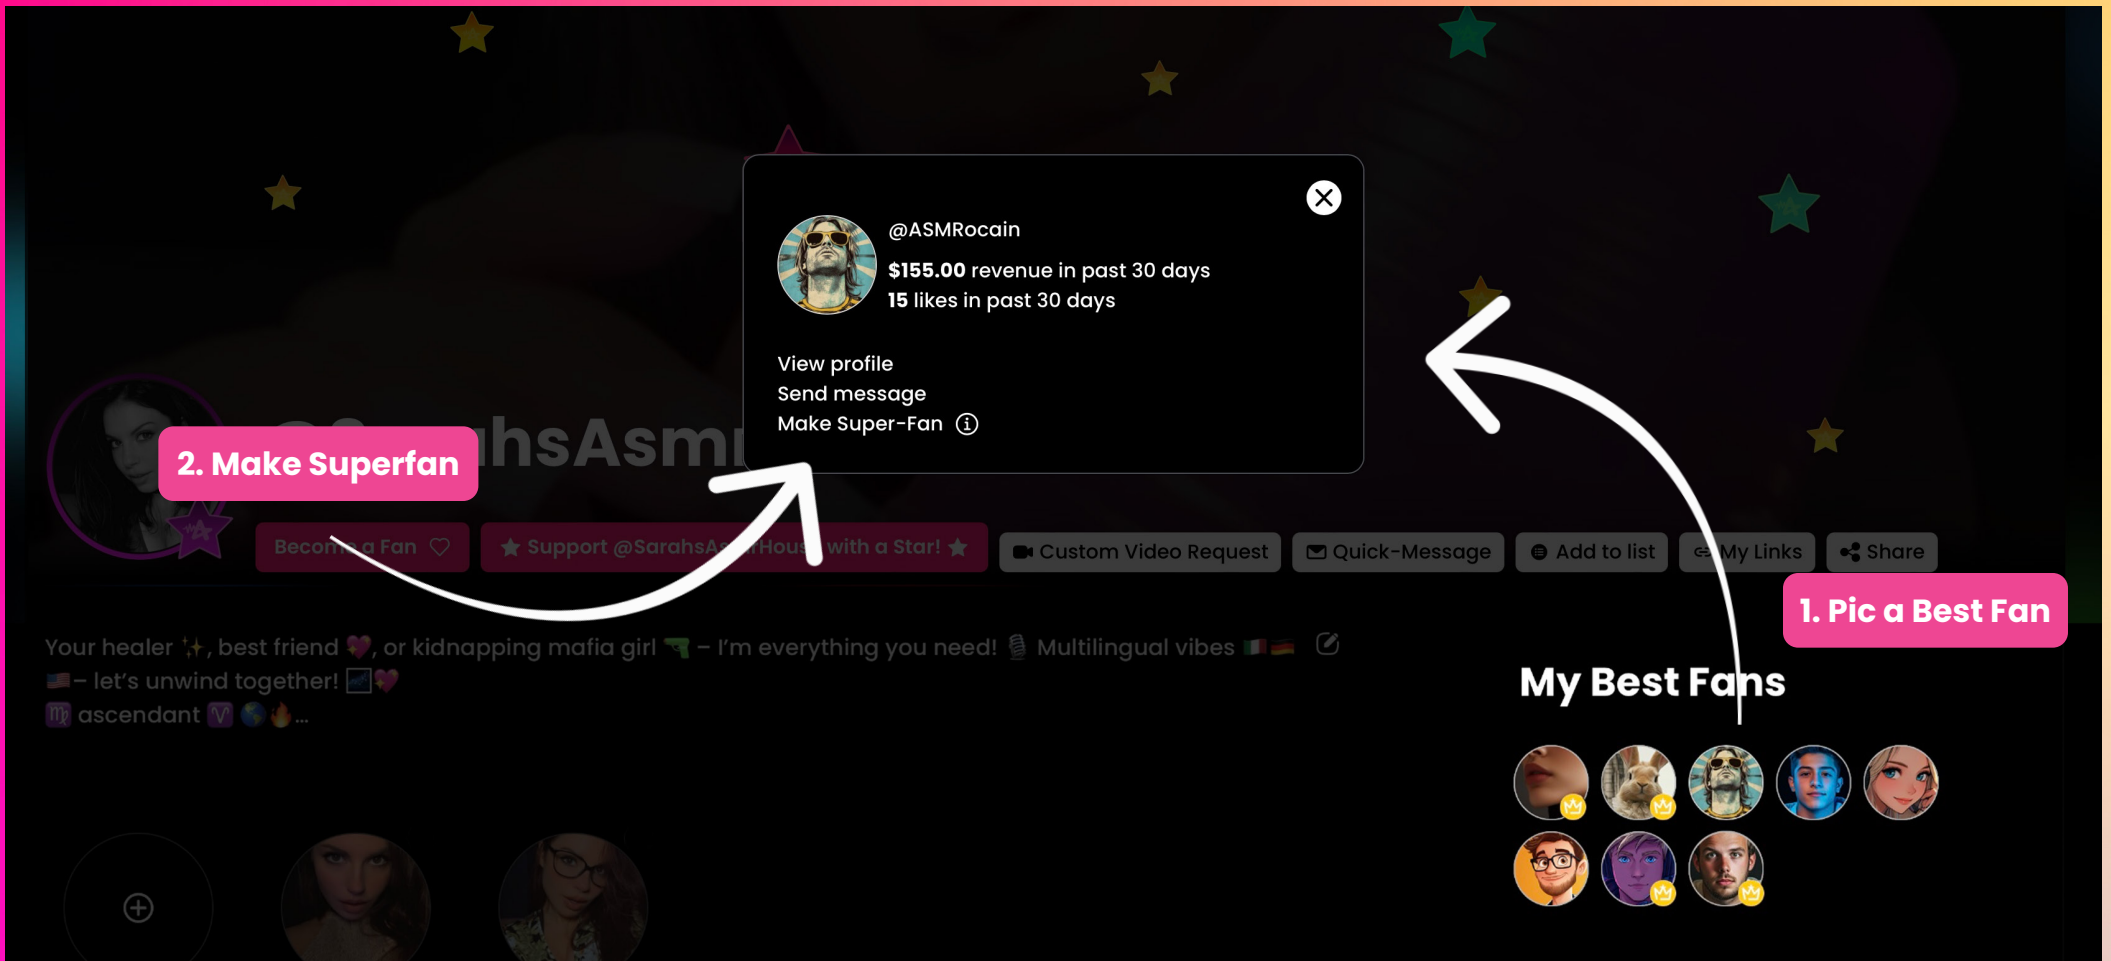 @ASMRocain
$155.00 revenue in past 30 days
15 likes in past 30 days
View profile
Send message
Make Super-Fan
2. Make Superfan
Become a Fan
Support @SarahsAsmrHouse with a Star!
Custom Video Request
Quick-Message
Add to list
My Links
Share
1. Pic a Best Fan
Your healer ✨, best friend 💖, or kidnapping mafia girl 🔫 – I'm everything you need! 🎙️ Multilingual vibes 🇮🇹🇩🇪
🇺🇸– let's unwind together! 🌌💖
♍ ascendant ♈ 🌎🔥...
My Best Fans